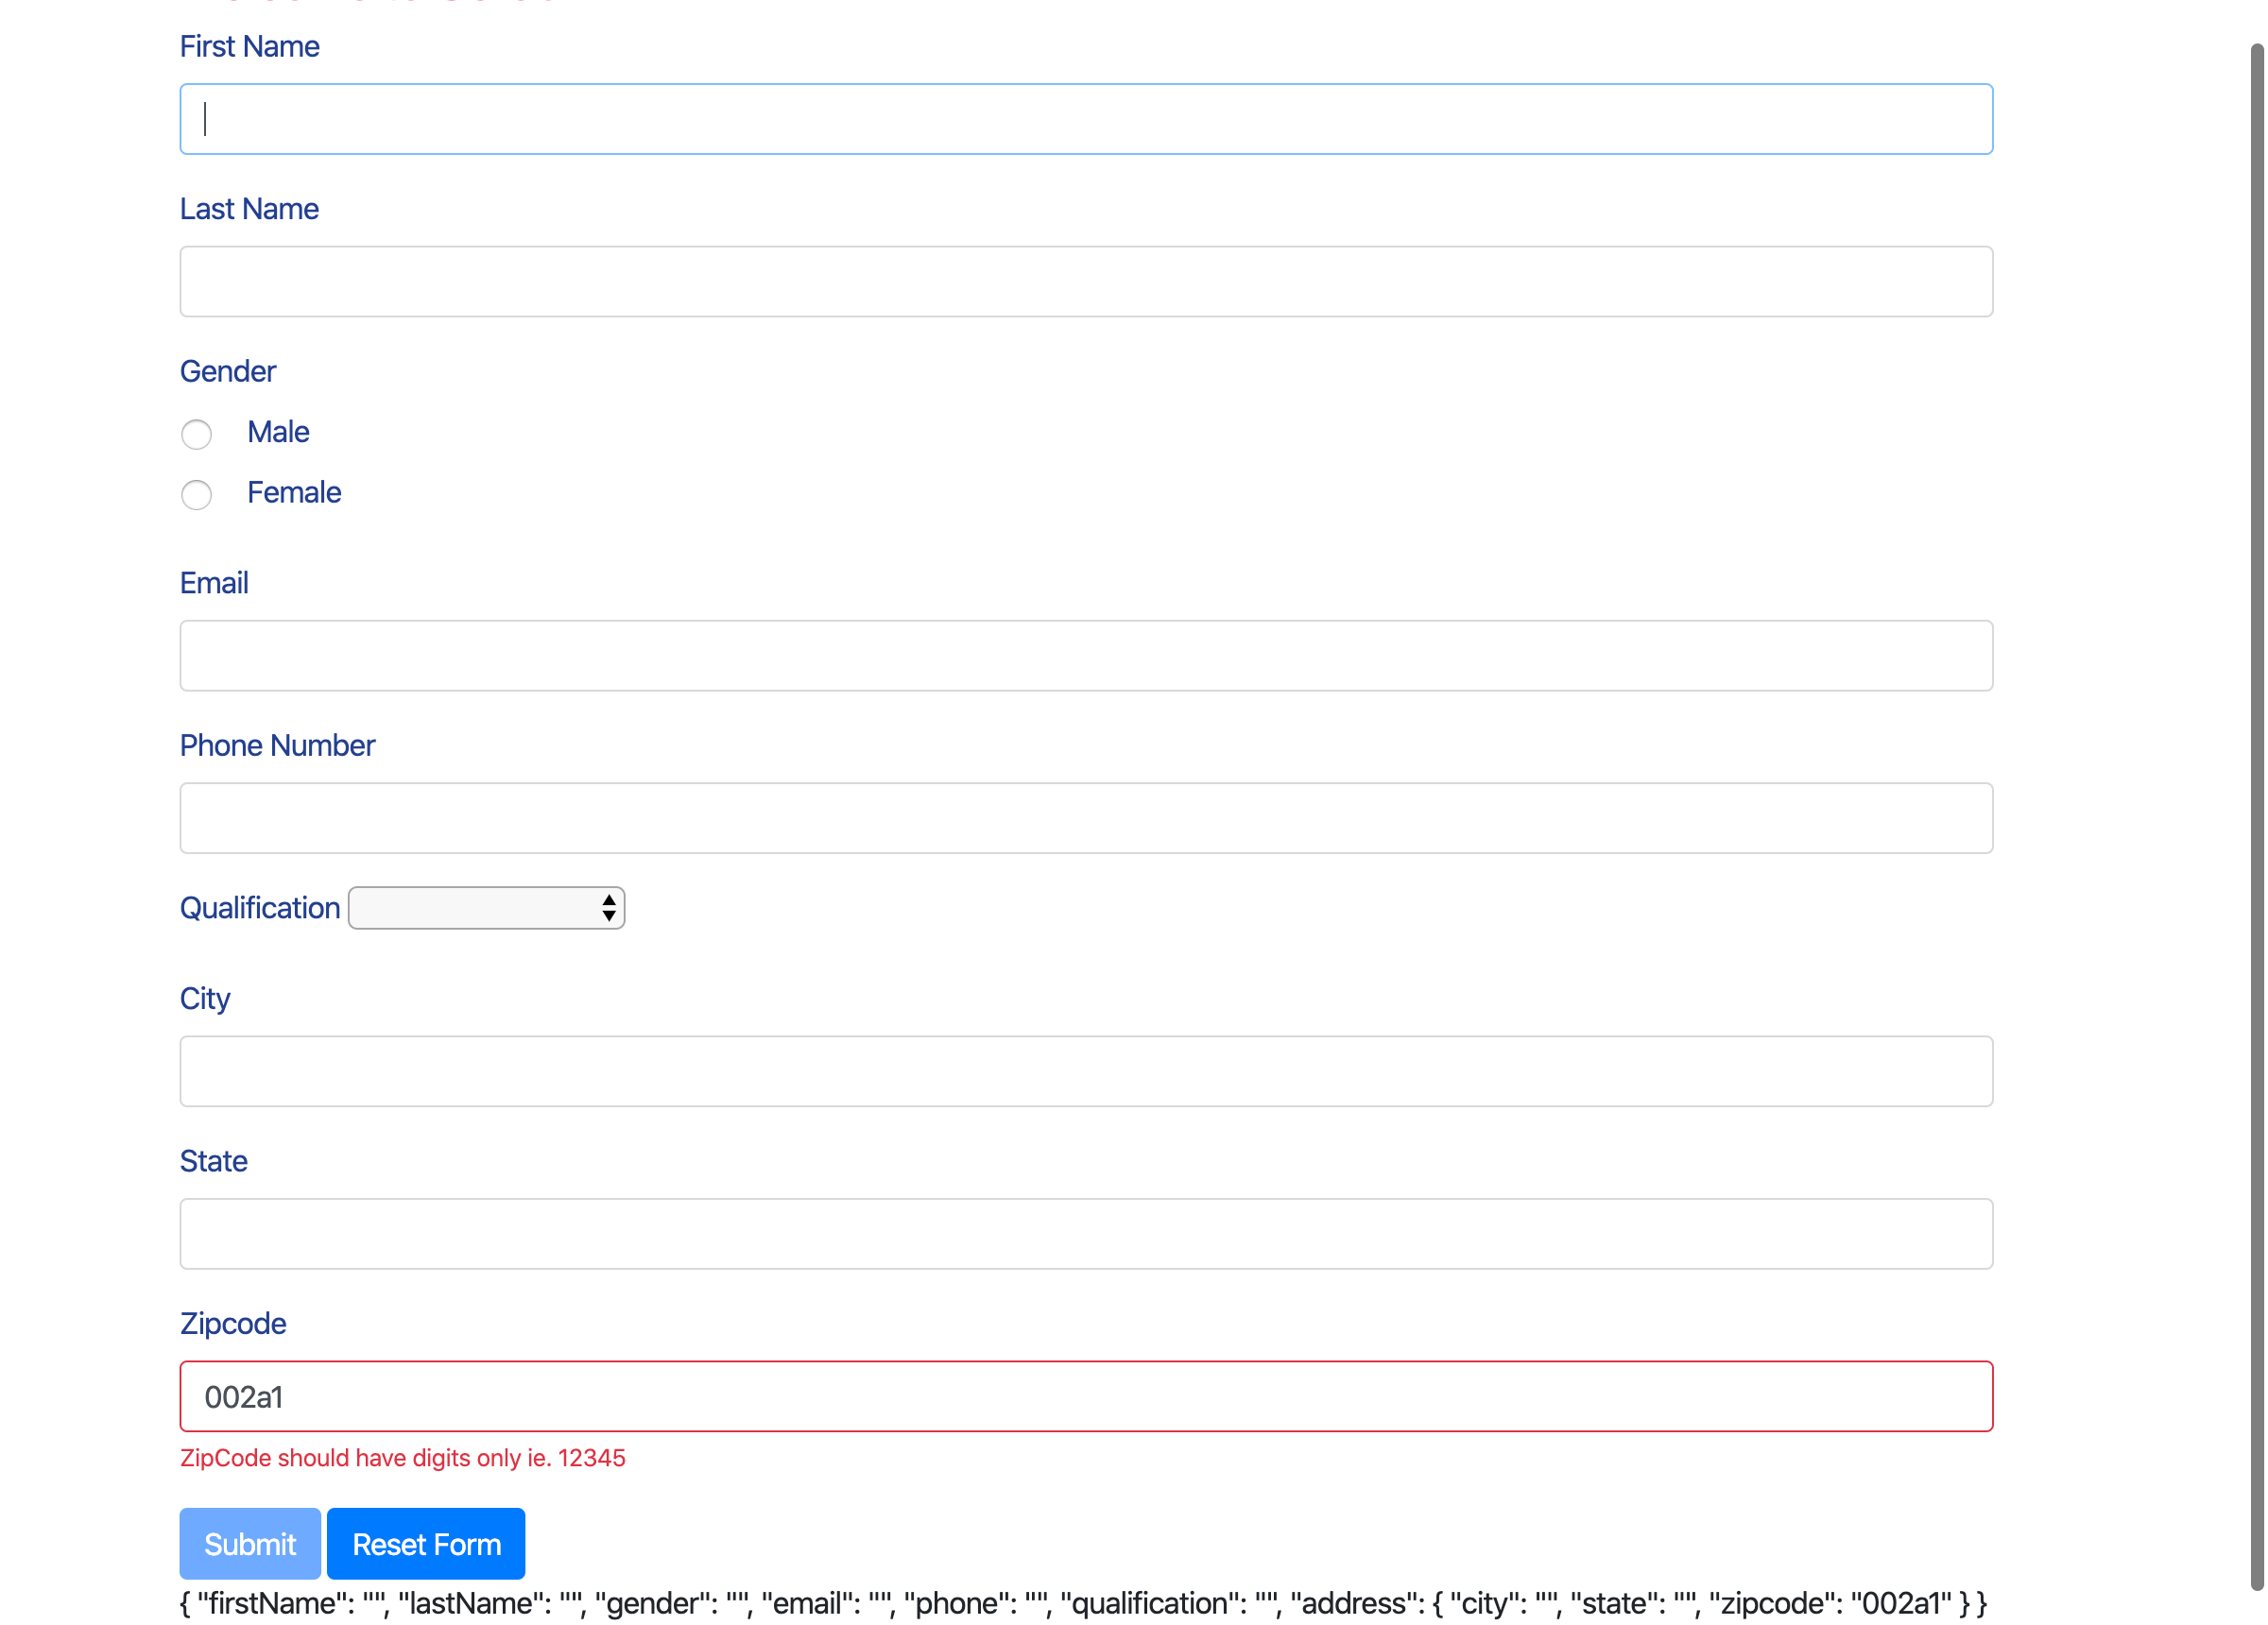 First Name
Last Name
Gender
Male
Female
Email
Phone Number
Qualification
City
State
Zipcode
002a1
ZipCode should have digits only ie. 12345
Submit Reset Form
{ "firstName": "", "lastName": "", "gender": "", "email": "", "phone": "", "qualification": "", "address": { "city": "", "state": "", "zipcode": "002a1" } }